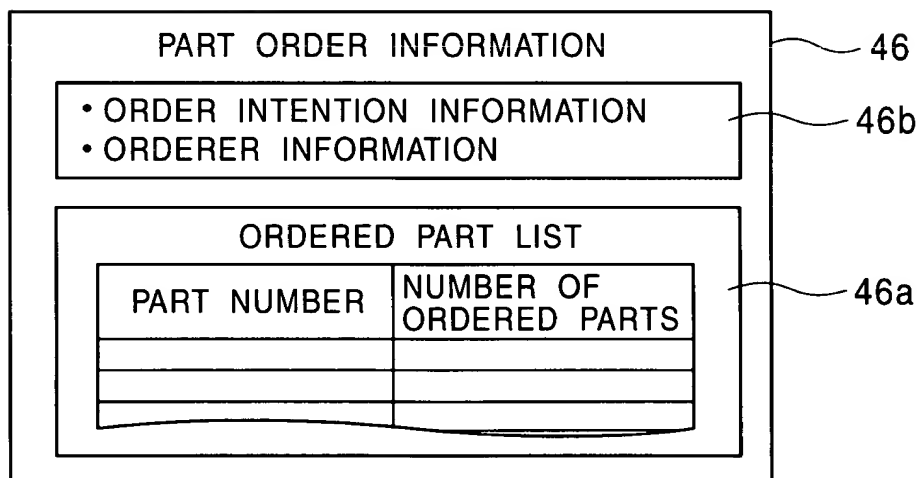 PART ORDER INFORMATION
46
• ORDER INTENTION INFORMATION
• ORDERER INFORMATION
46b
ORDERED PART LIST
PART NUMBER
NUMBER OF
ORDERED PARTS
46a